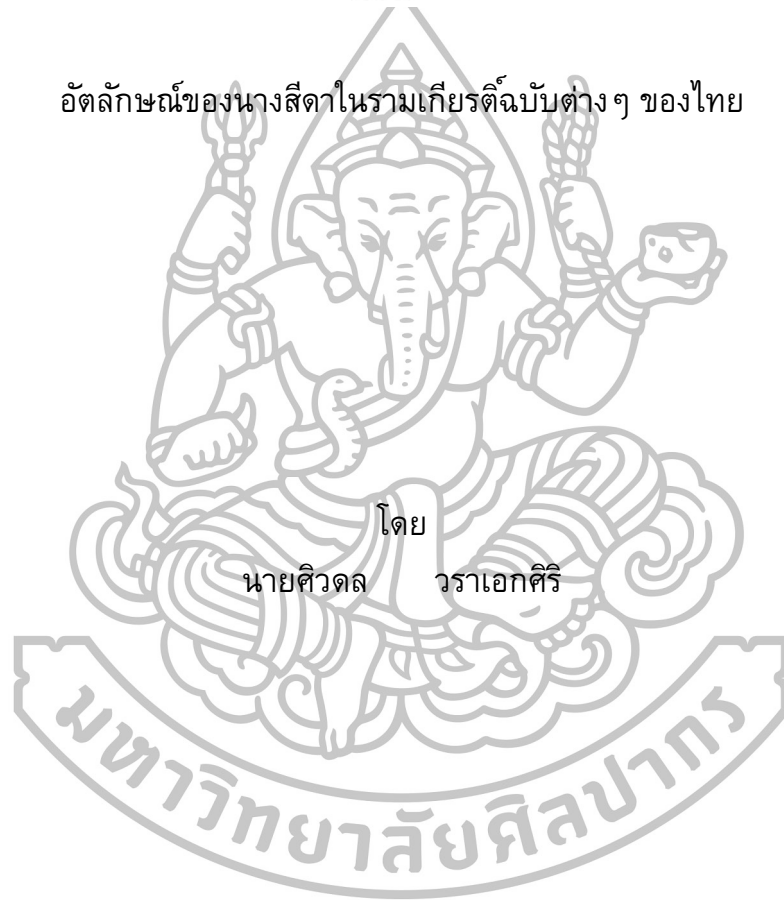 อัตลักษณ์ของนางสีดาในรามเกียรติ์ฉบับต่างๆ ของไทย
โดย
นายศิวดล วราเอกศิริ
มหาวิทยาลัยศิลปากร